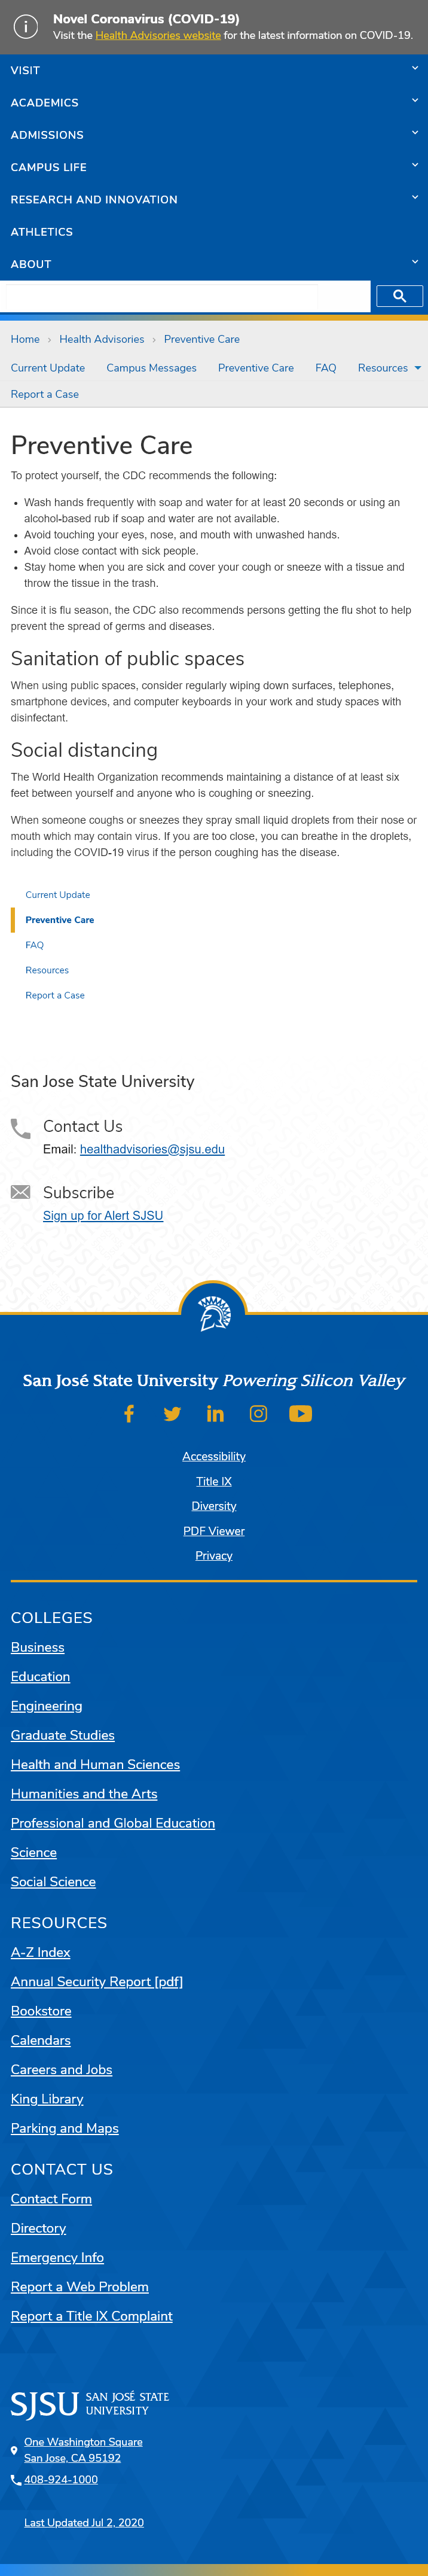 Novel Coronavirus (COVID-19)
Visit the Health Advisories website for the latest information on COVID-19.
VISIT
ACADEMICS
ADMISSIONS
CAMPUS LIFE
RESEARCH AND INNOVATION
ATHLETICS
ABOUT
Home › Health Advisories › Preventive Care
Current Update Campus Messages Preventive Care FAQ Resources
Report a Case
Preventive Care
To protect yourself, the CDC recommends the following:
• Wash hands frequently with soap and water for at least 20 seconds or using an
alcohol-based rub if soap and water are not available.
• Avoid touching your eyes, nose, and mouth with unwashed hands.
• Avoid close contact with sick people.
• Stay home when you are sick and cover your cough or sneeze with a tissue and
throw the tissue in the trash.
Since it is flu season, the CDC also recommends persons getting the flu shot to help
prevent the spread of germs and diseases.
Sanitation of public spaces
When using public spaces, consider regularly wiping down surfaces, telephones,
smartphone devices, and computer keyboards in your work and study spaces with
disinfectant.
Social distancing
The World Health Organization recommends maintaining a distance of at least six
feet between yourself and anyone who is coughing or sneezing.
When someone coughs or sneezes they spray small liquid droplets from their nose or
mouth which may contain virus. If you are too close, you can breathe in the droplets,
including the COVID-19 virus if the person coughing has the disease.
Current Update
Preventive Care
FAQ
Resources
Report a Case
San Jose State University
Contact Us
Email: healthadvisories@sjsu.edu
Subscribe
Sign up for Alert SJSU
San José State University Powering Silicon Valley
Accessibility
Title IX
Diversity
PDF Viewer
Privacy
COLLEGES
Business
Education
Engineering
Graduate Studies
Health and Human Sciences
Humanities and the Arts
Professional and Global Education
Science
Social Science
RESOURCES
A-Z Index
Annual Security Report [pdf]
Bookstore
Calendars
Careers and Jobs
King Library
Parking and Maps
CONTACT US
Contact Form
Directory
Emergency Info
Report a Web Problem
Report a Title IX Complaint
SJSU SAN JOSÉ STATE
UNIVERSITY
One Washington Square
San Jose, CA 95192
408-924-1000
Last Updated Jul 2, 2020